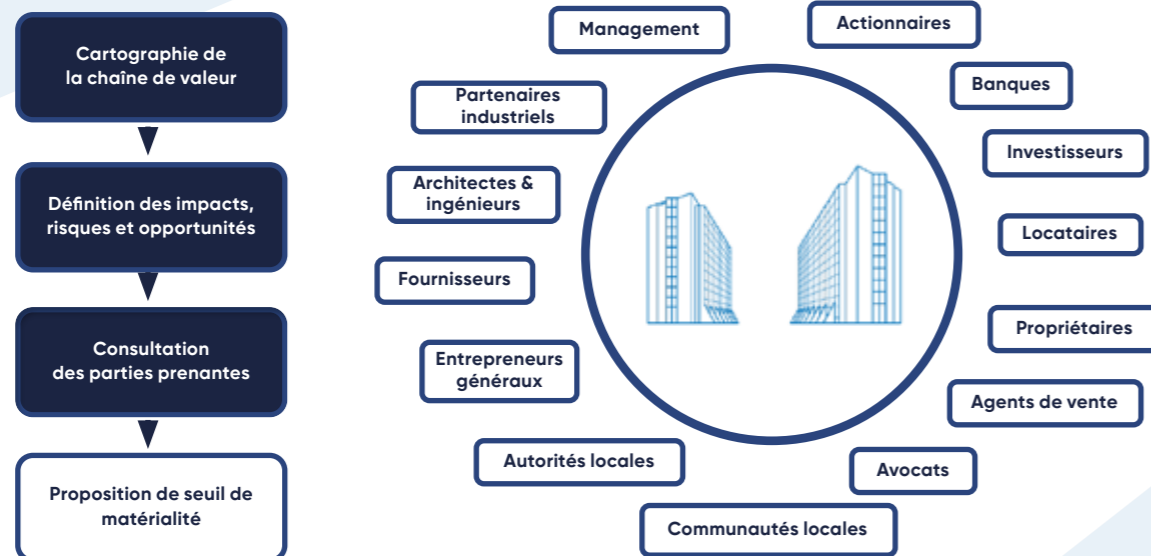 Cartographie de
la chaîne de valeur
Définition des impacts,
risques et opportunités
Consultation
des parties prenantes
Proposition de seuil de
matérialité
Management
Actionnaires
Partenaires
industriels
Banques
Architectes &
ingénieurs
Investisseurs
Fournisseurs
Locataires
Entrepreneurs
généraux
Propriétaires
Agents de vente
Autorités locales
Avocats
Communautés locales